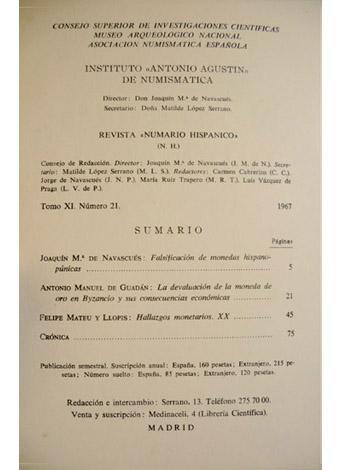 CONSEJO SUPERIOR DE INVESTIGACIONES CIENTIFICAS
MUSEO ARQUEOLOGICO NACIONAL
ASOCIACION NUMISMATICA ESPAÑOLA
INSTITUTO «ANTONIO AGUSTIN»
DE NUMISMATICA
Director: Don Joaquín M.ª de Navascués.
Secretario: Doña Matilde López Serrano.
REVISTA «NUMARIO HISPANICO»
(N. H.)
Consejo de Redacción. Director: Joaquín M.ª de Navascués (J. M. de N.). Secre-
tario: Matilde López Serrano (M. L. S.). Redactores: Carmen Cabrerizo (C. C.).
Jorge de Navascués (J. N. P.). María Ruiz Trapero (M. R. T.). Luis Vázquez de
Praga (L. V. de P.).
Tomo XI. Número 21. 1967
SUMARIO
Páginas
JOAQUÍN M.ª DE NAVASCUÉS: Falsificación de monedas hispano-
púnicas 5
ANTONIO MANUEL DE GUADÁN: La devaluación de la moneda de
oro en Byzancio y sus consecuencias económicas 21
FELIPE MATEU Y LLOPIS: Hallazgos monetarios. XX 45
CRÓNICA 75
Publicación semestral. Suscripción anual: España, 160 pesetas; Extranjero, 215 pe-
setas; Número suelto: España, 85 pesetas; Extranjero, 120 pesetas.
Redacción e intercambio: Serrano, 13. Teléfono 275 70 00.
Venta y suscripción: Medinaceli, 4 (Librería Científica).
MADRID